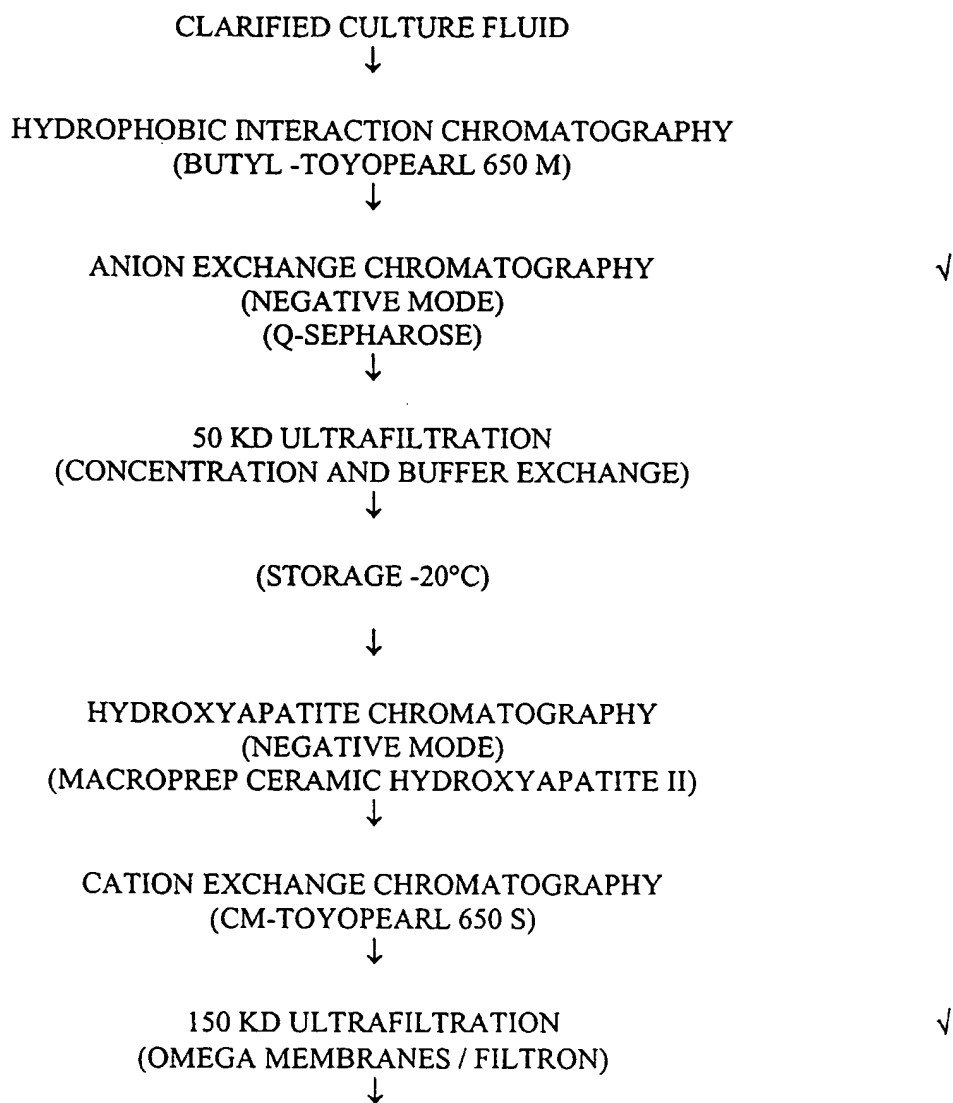 CLARIFIED CULTURE FLUID
↓
HYDROPHOBIC INTERACTION CHROMATOGRAPHY
(BUTYL -TOYOPEARL 650 M)
↓
ANION EXCHANGE CHROMATOGRAPHY √
(NEGATIVE MODE)
(Q-SEPHAROSE)
↓
50 KD ULTRAFILTRATION
(CONCENTRATION AND BUFFER EXCHANGE)
↓
(STORAGE -20°C)
↓
HYDROXYAPATITE CHROMATOGRAPHY
(NEGATIVE MODE)
(MACROPREP CERAMIC HYDROXYAPATITE II)
↓
CATION EXCHANGE CHROMATOGRAPHY
(CM-TOYOPEARL 650 S)
↓
150 KD ULTRAFILTRATION √
(OMEGA MEMBRANES / FILTRON)
↓